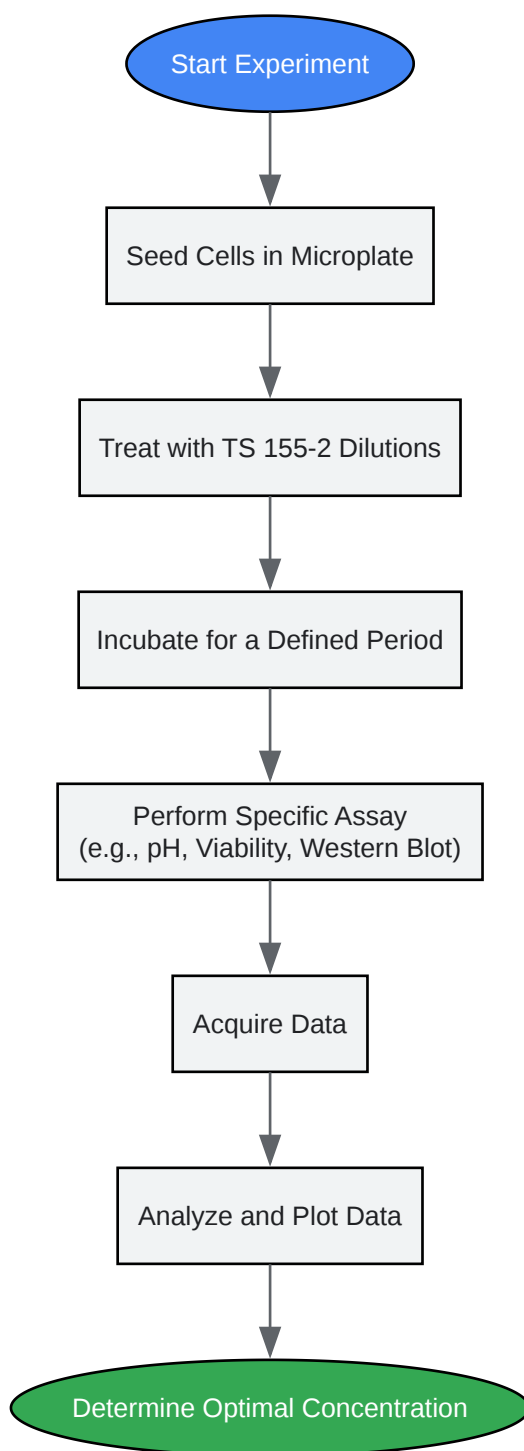 Start Experiment
Seed Cells in Microplate
Treat with TS 155-2 Dilutions
Incubate for a Defined Period
Perform Specific Assay
(e.g., pH, Viability, Western Blot)
Acquire Data
Analyze and Plot Data
Determine Optimal Concentration